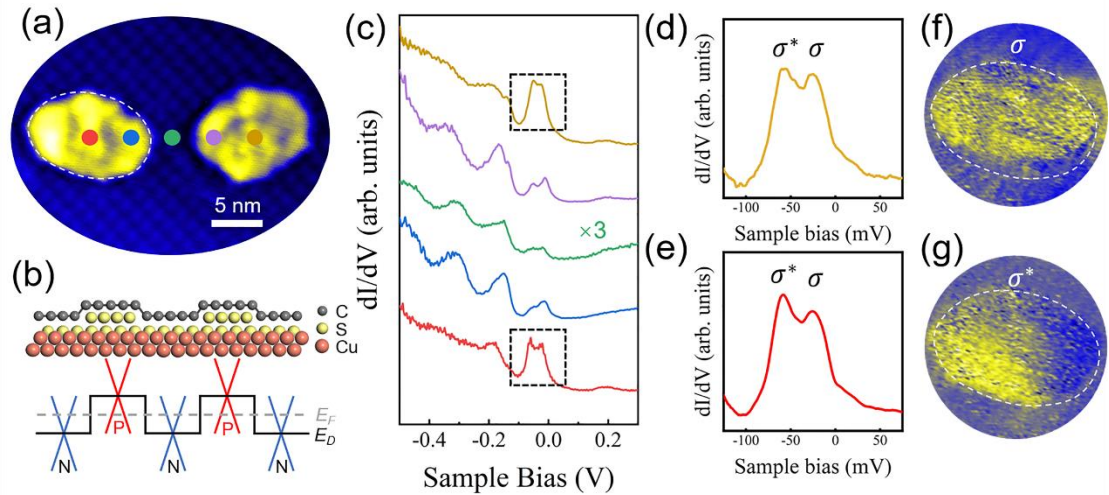 (a)
5 nm
(b)
C
S
Cu
P
P
E_F
E_D
N
N
N
(c)
dI/dV (arb. units)
×3
-0.4
-0.2
0.0
0.2
Sample Bias (V)
(d)
σ* σ
dI/dV (arb. units)
-100
-50
0
50
Sample bias (mV)
(e)
σ* σ
dI/dV (arb. units)
-100
-50
0
50
Sample bias (mV)
(f)
σ
(g)
σ*